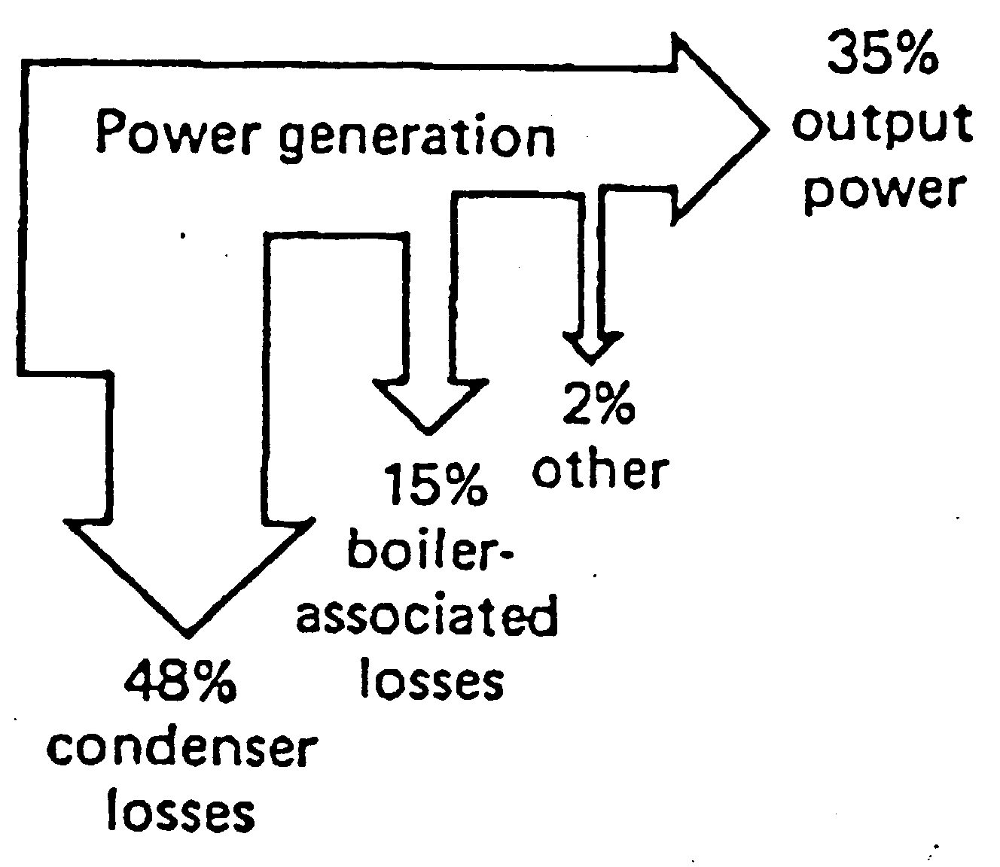 Power generation
35%
output
power
2%
other
15%
boiler-
associated
losses
48%
condenser
losses